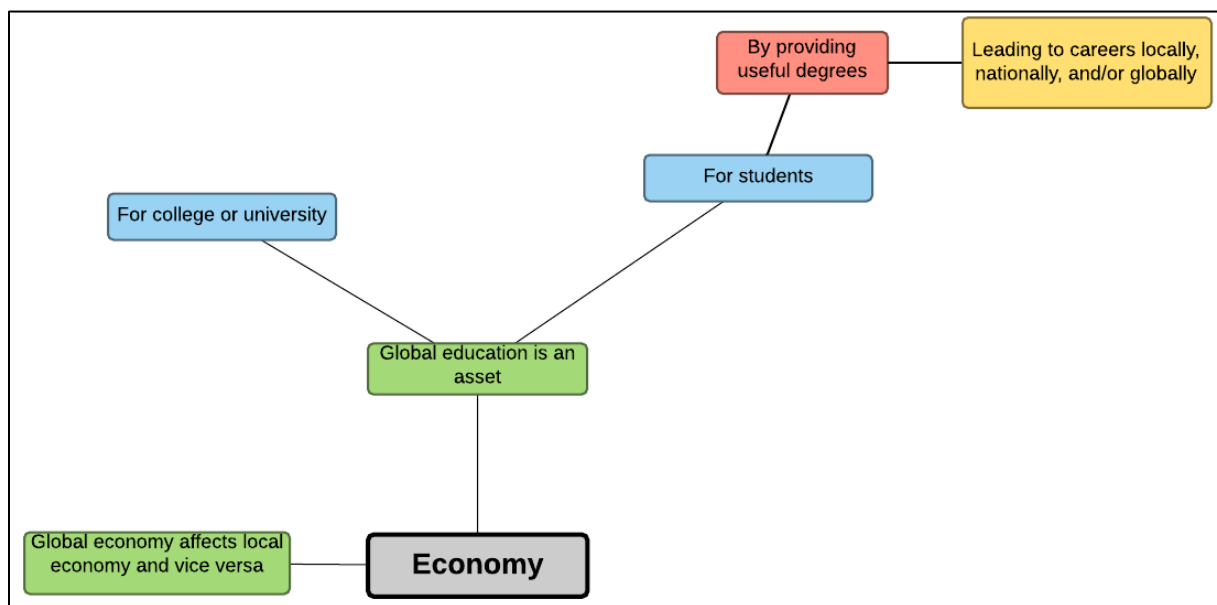 By providing
useful degrees
Leading to careers locally,
nationally, and/or globally
For students
For college or university
Global education is an
asset
Global economy affects local
economy and vice versa
Economy